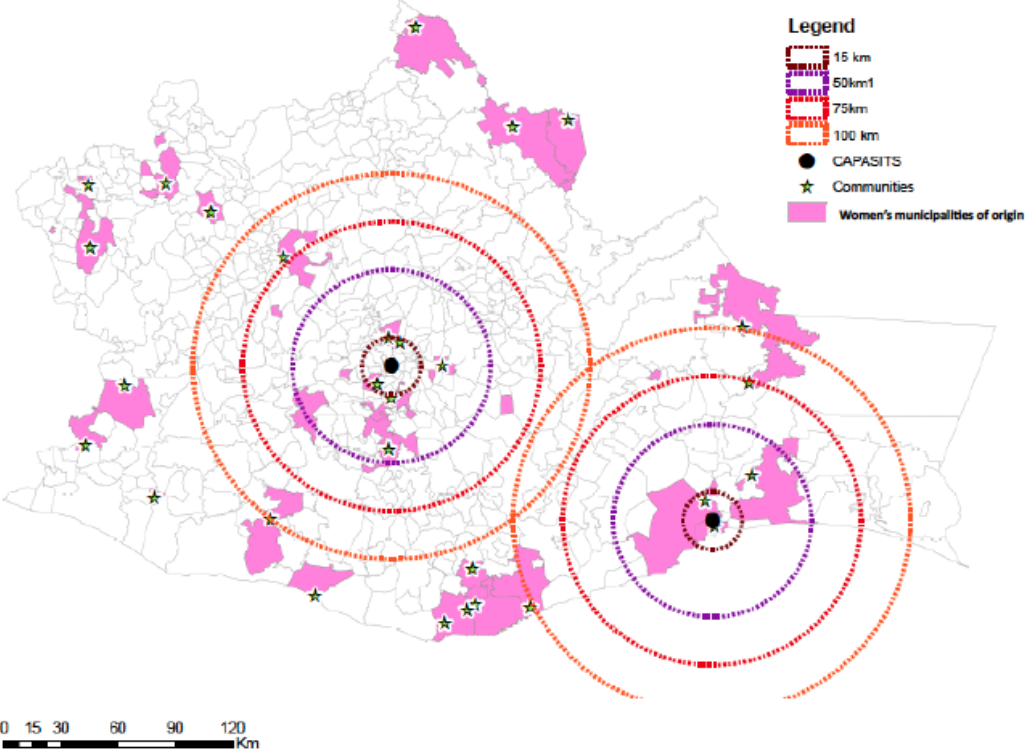 Legend
15 km
50km1
75km
100 km
CAPASITS
Communities
Women's municipalities of origin
0 15 30 60 90 120
Km